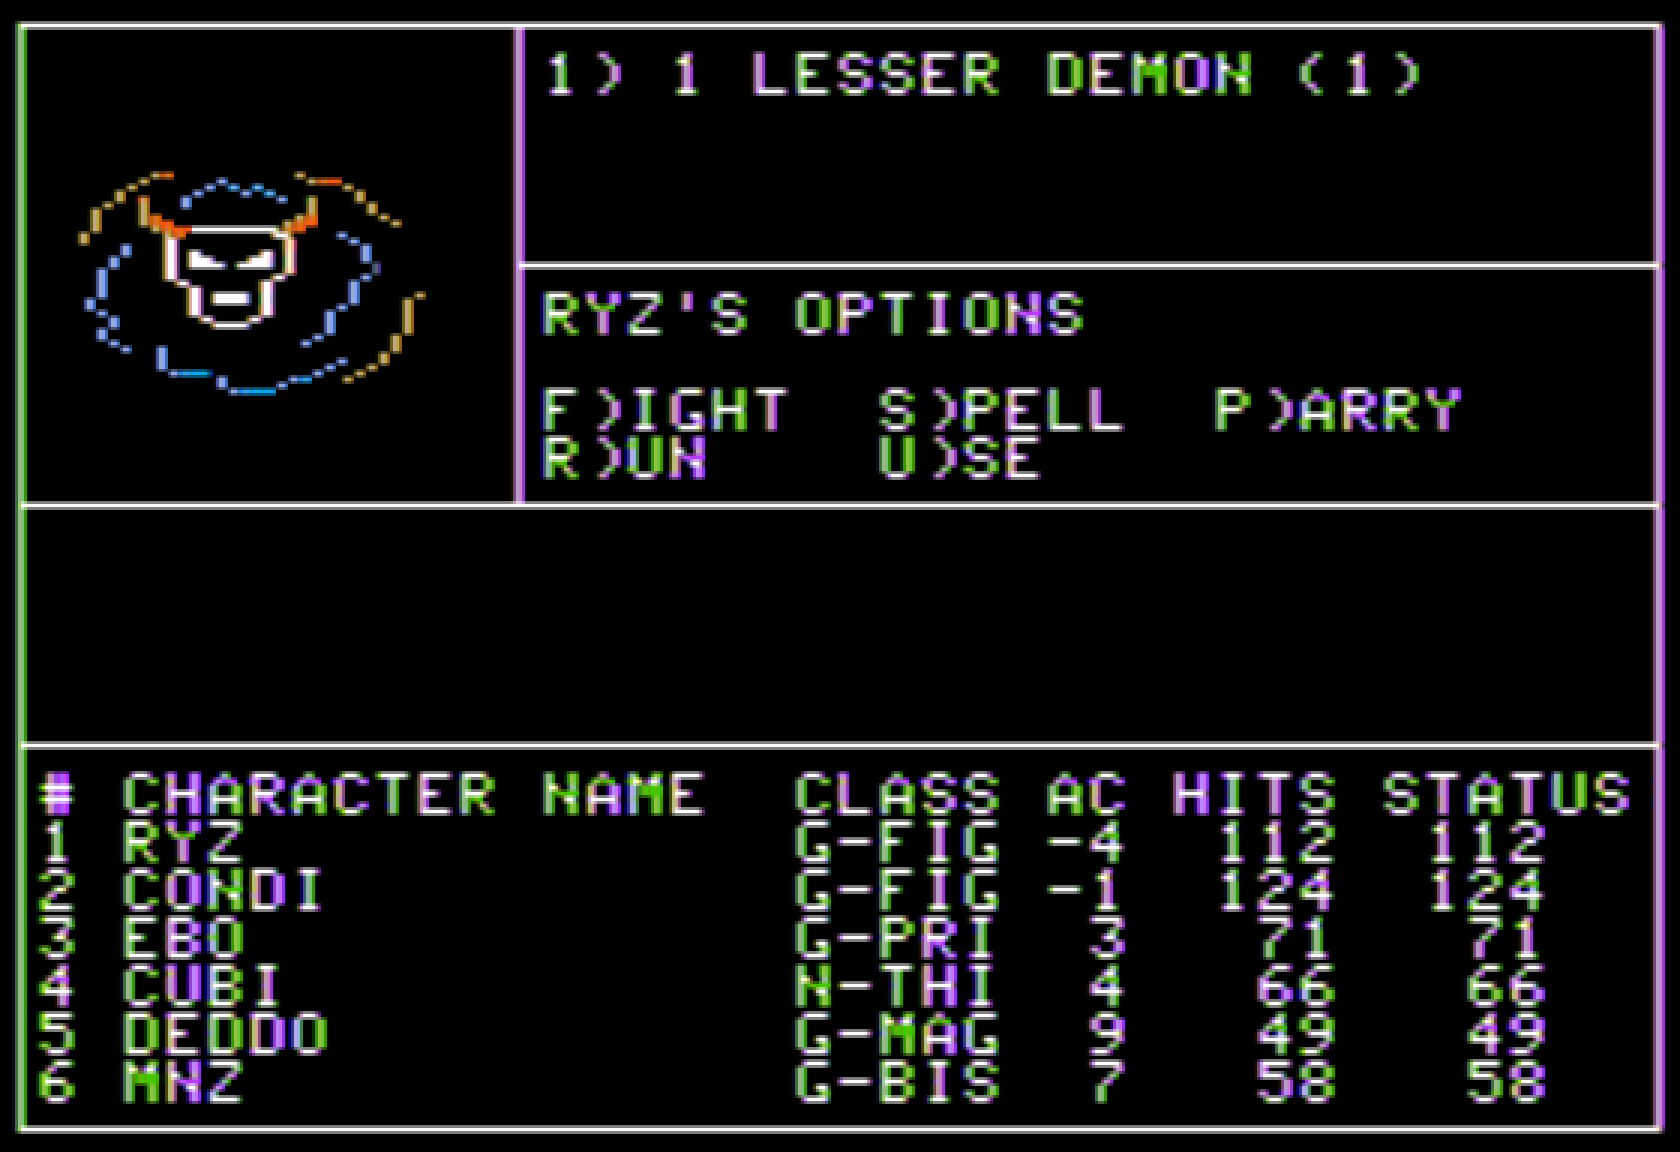 1) 1 LESSER DEMON (1)
RYZ'S OPTIONS
F)IGHT S)PELL P)ARRY
R)UN U)SE
# CHARACTER NAME CLASS AC HITS STATUS
1 RYZ G-FIG -4 112 112
2 CONDI G-FIG -1 124 124
3 EBO G-PRI 3 71 71
4 CUBI N-THI 4 66 66
5 DEDDO G-MAG 9 49 49
6 MNZ G-BIS 7 58 58